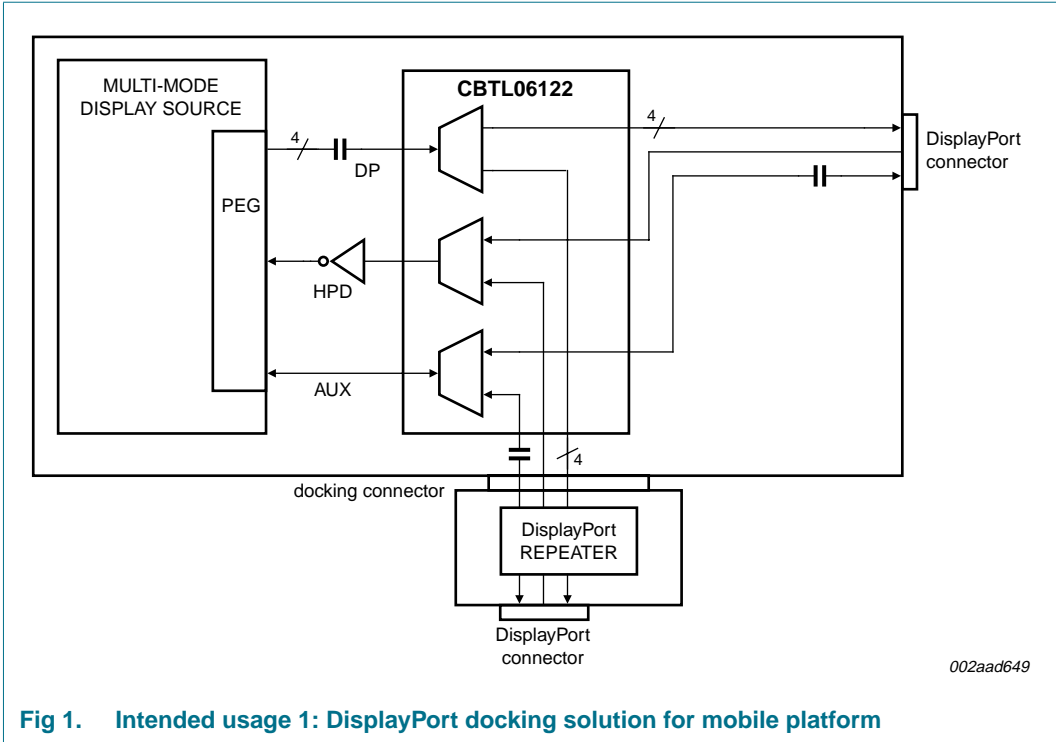 MULTI-MODE
DISPLAY SOURCE
CBTL06122
4
DP
4
DisplayPort
connector
PEG
HPD
AUX
4
docking connector
DisplayPort
REPEATER
DisplayPort
connector
002aad649
Fig 1. Intended usage 1: DisplayPort docking solution for mobile platform